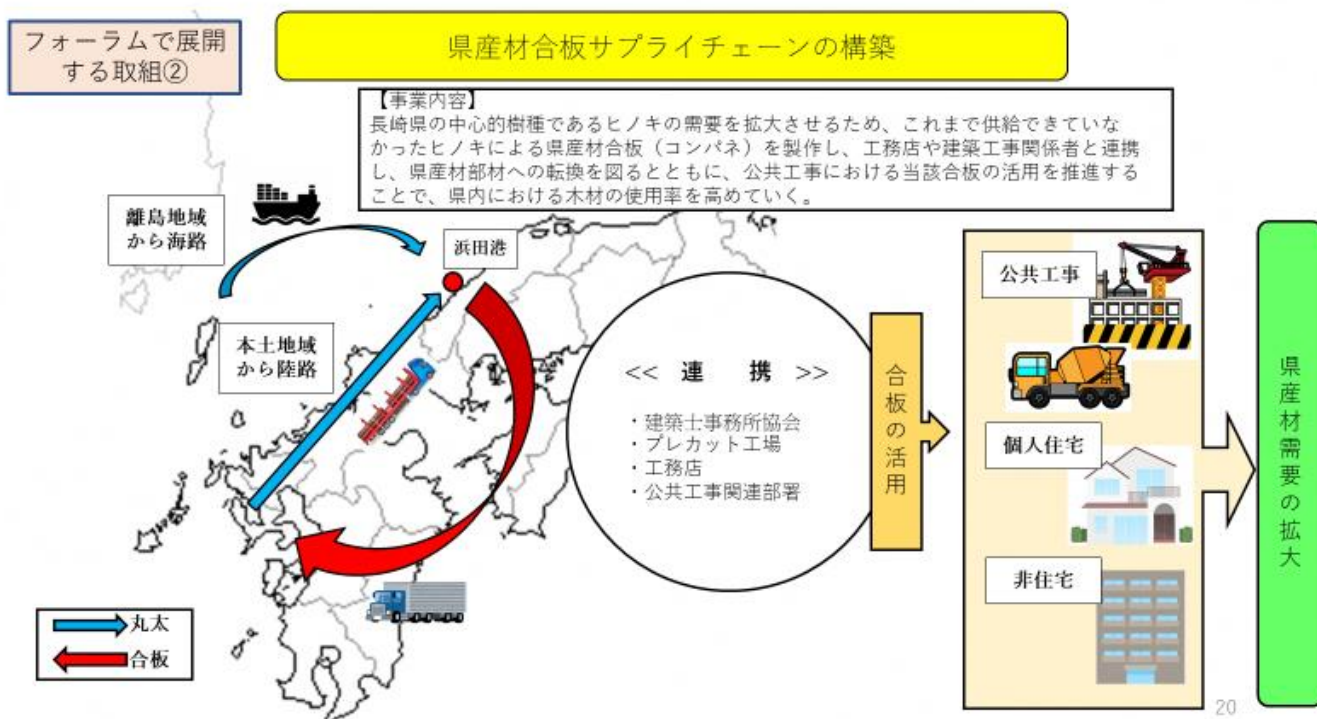 フォーラムで展開
する取組②
県産材合板サプライチェーンの構築
【事業内容】
長崎県の中心的樹種であるヒノキの需要を拡大させるため、これまで供給できていな
かったヒノキによる県産材合板（コンパネ）を製作し、工務店や建築工事関係者と連携
し、県産材部材への転換を図るとともに、公共工事における当該合板の活用を推進する
ことで、県内における木材の使用率を高めていく。
離島地域
から海路
浜田港
本土地域
から陸路
<< 連 携 >>
・建築士事務所協会
・プレカット工場
・工務店
・公共工事関連部署
合板の活用
公共工事
個人住宅
非住宅
県産材需要の拡大
丸太
合板
20